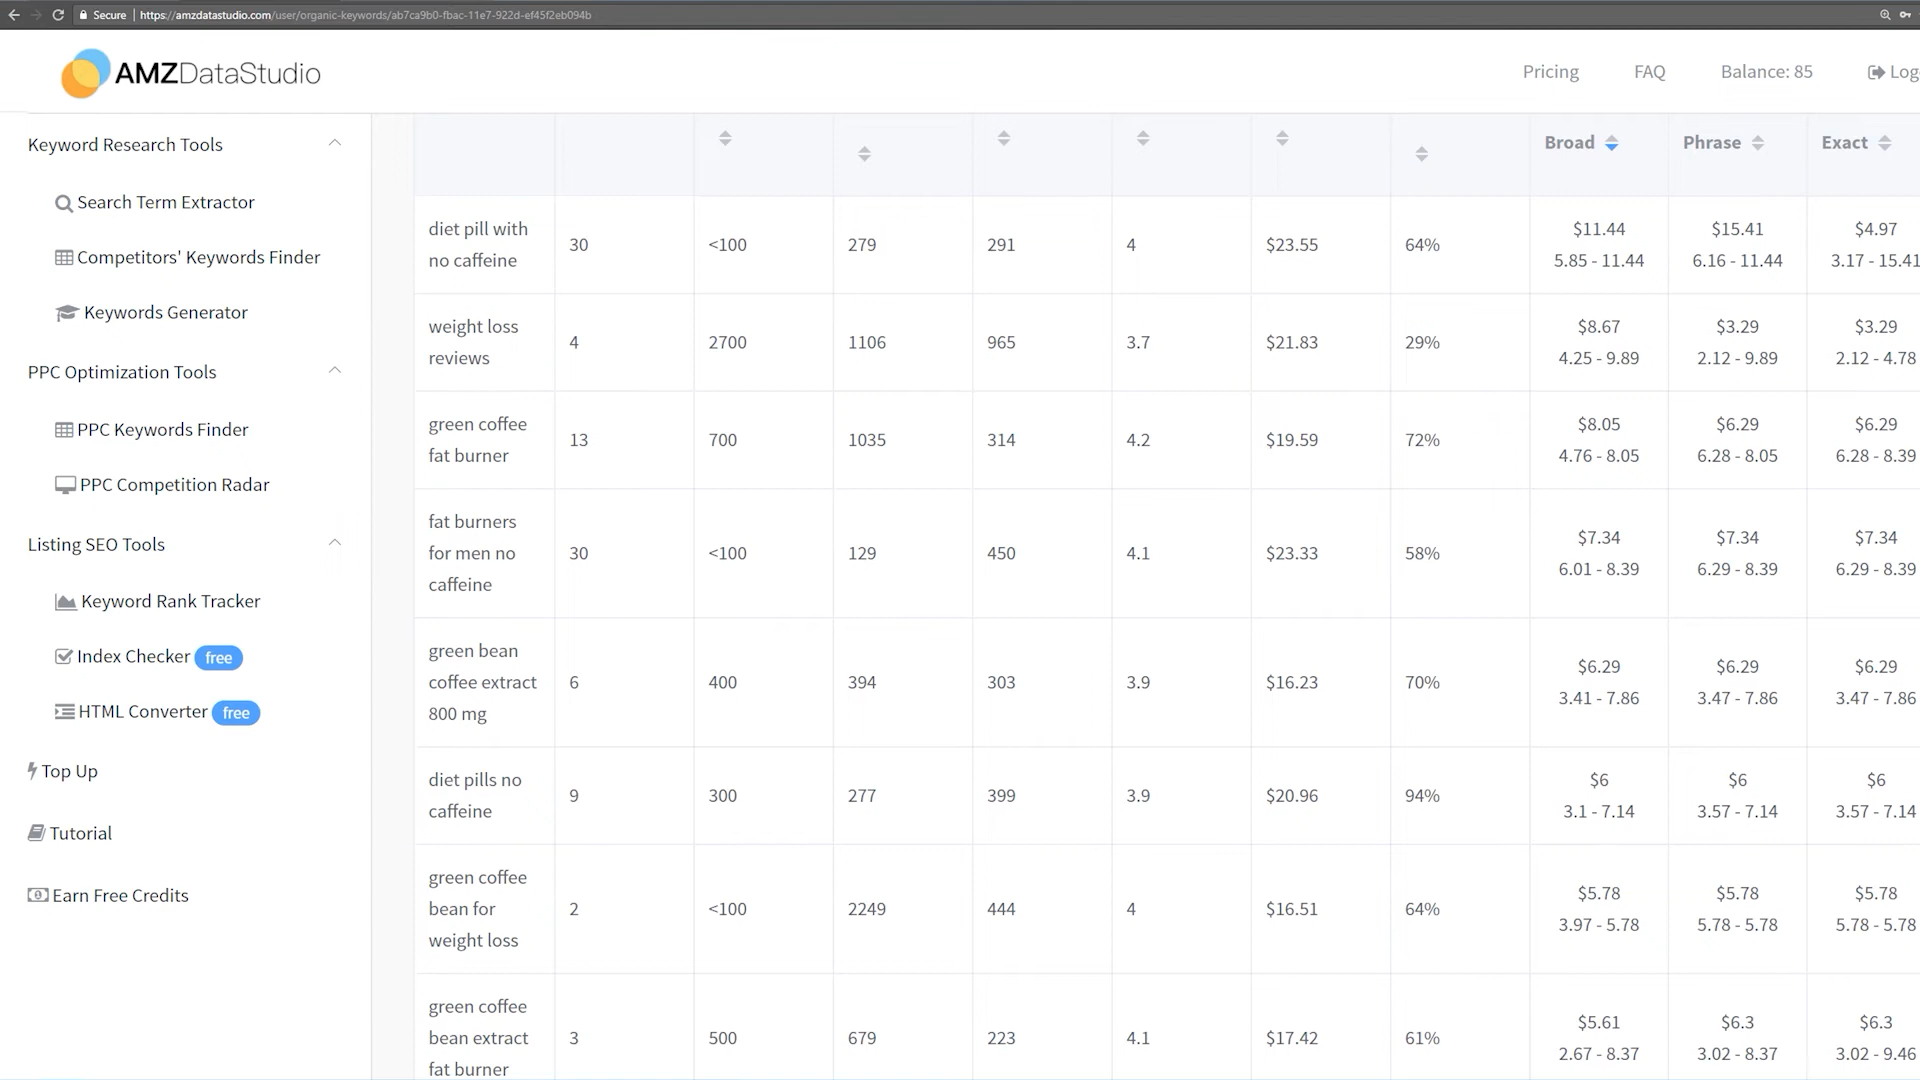 Secure https://amzdatastudio.com/user/organic-keywords/ab7ca9b0-fbac-11e7-922d-ef45f2eb094b
AMZDataStudio
Pricing FAQ Balance: 85 Log
Keyword Research Tools
Search Term Extractor
Competitors' Keywords Finder
Keywords Generator
PPC Optimization Tools
PPC Keywords Finder
PPC Competition Radar
Listing SEO Tools
Keyword Rank Tracker
Index Checker free
HTML Converter free
Top Up
Tutorial
Earn Free Credits
Broad Phrase Exact
diet pill with
no caffeine
30 <100 279 291 4 $23.55 64%
$11.44 $15.41 $4.97
5.85 - 11.44 6.16 - 11.44 3.17 - 15.41
weight loss
reviews
4 2700 1106 965 3.7 $21.83 29%
$8.67 $3.29 $3.29
4.25 - 9.89 2.12 - 9.89 2.12 - 4.78
green coffee
fat burner
13 700 1035 314 4.2 $19.59 72%
$8.05 $6.29 $6.29
4.76 - 8.05 6.28 - 8.05 6.28 - 8.39
fat burners
for men no
caffeine
30 <100 129 450 4.1 $23.33 58%
$7.34 $7.34 $7.34
6.01 - 8.39 6.29 - 8.39 6.29 - 8.39
green bean
coffee extract
800 mg
6 400 394 303 3.9 $16.23 70%
$6.29 $6.29 $6.29
3.41 - 7.86 3.47 - 7.86 3.47 - 7.86
diet pills no
caffeine
9 300 277 399 3.9 $20.96 94%
$6 $6 $6
3.1 - 7.14 3.57 - 7.14 3.57 - 7.14
green coffee
bean for
weight loss
2 <100 2249 444 4 $16.51 64%
$5.78 $5.78 $5.78
3.97 - 5.78 5.78 - 5.78 5.78 - 5.78
green coffee
bean extract
fat burner
3 500 679 223 4.1 $17.42 61%
$5.61 $6.3 $6.3
2.67 - 8.37 3.02 - 8.37 3.02 - 9.46